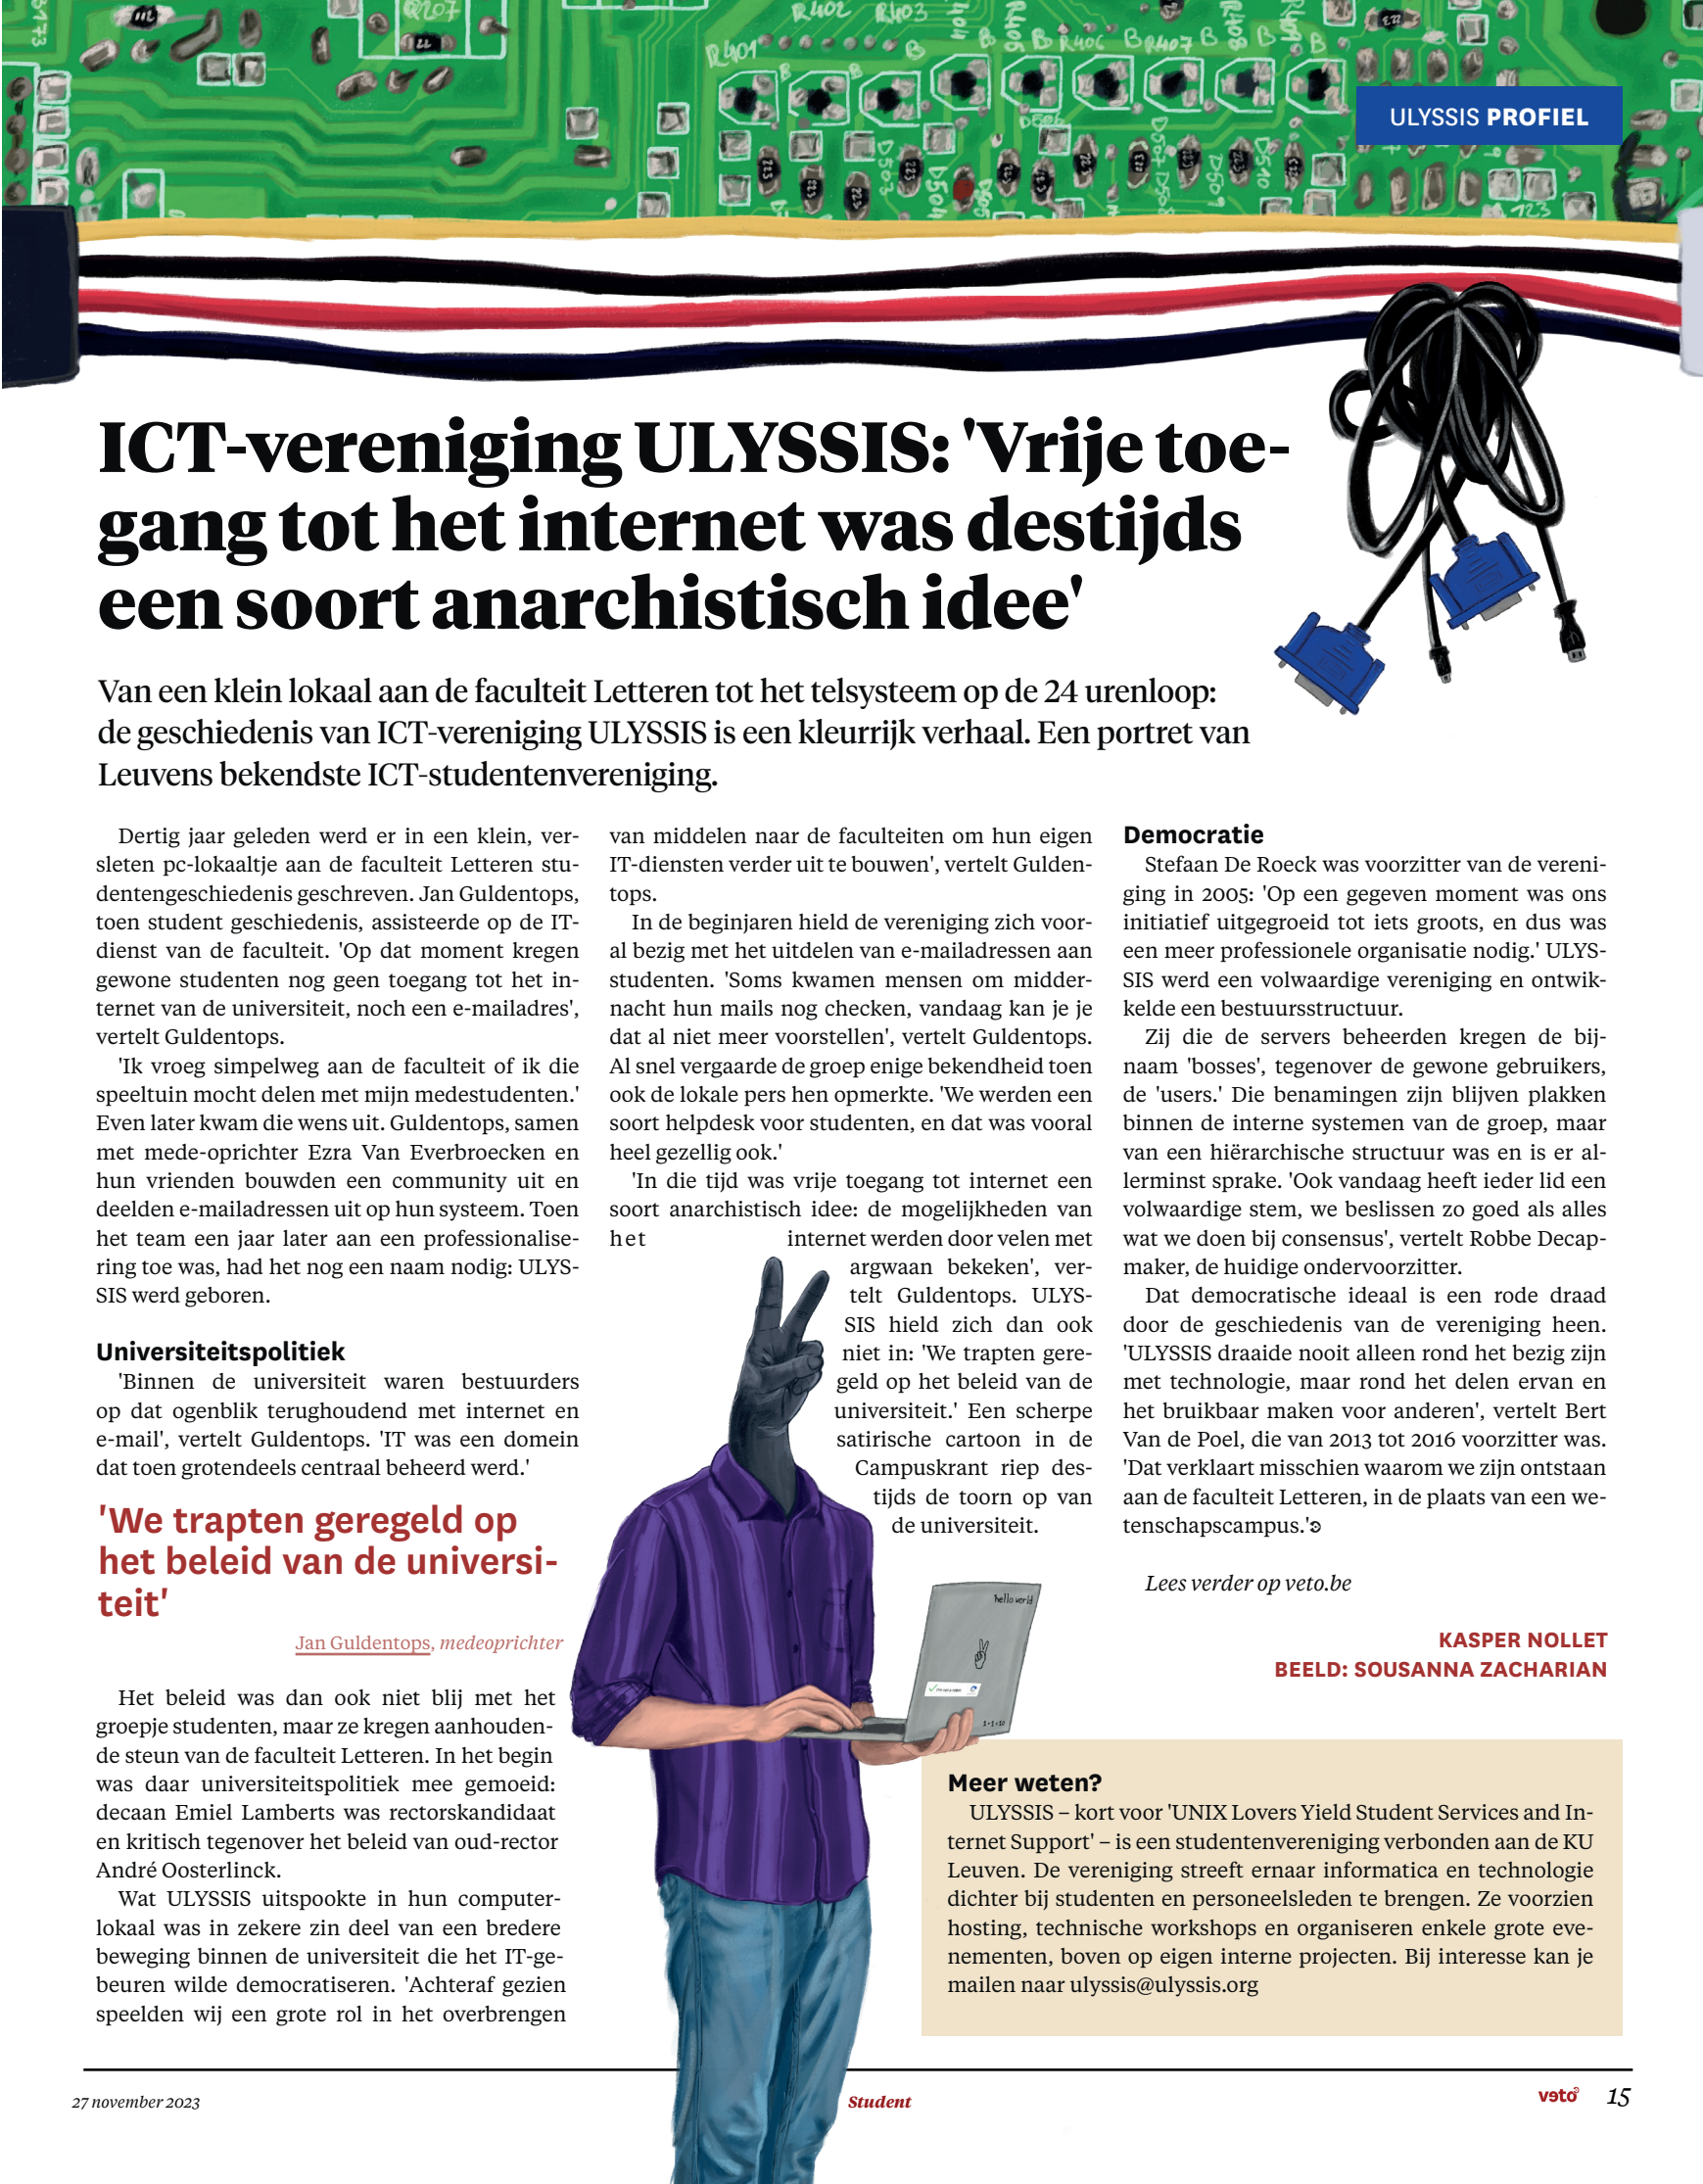 8173
Q207
R402
R403
404
R405
R408
R401
B
B
R406
B
R407
B
B
B
22
223
D503
D504
D505
D506
D507
D508
D509
D510
123
ULYSSIS PROFIEL
ICT-vereniging ULYSSIS: 'Vrije toe-
gang tot het internet was destijds
een soort anarchistisch idee'
Van een klein lokaal aan de faculteit Letteren tot het telsysteem op de 24 urenloop:
de geschiedenis van ICT-vereniging ULYSSIS is een kleurrijk verhaal. Een portret van
Leuvens bekendste ICT-studentenvereniging.
Dertig jaar geleden werd er in een klein, ver-
sleten pc-lokaaltje aan de faculteit Letteren stu-
dentengeschiedenis geschreven. Jan Guldentops,
toen student geschiedenis, assisteerde op de IT-
dienst van de faculteit. 'Op dat moment kregen
gewone studenten nog geen toegang tot het in-
ternet van de universiteit, noch een e-mailadres',
vertelt Guldentops.
'Ik vroeg simpelweg aan de faculteit of ik die
speeltuin mocht delen met mijn medestudenten.'
Even later kwam die wens uit. Guldentops, samen
met mede-oprichter Ezra Van Everbroecken en
hun vrienden bouwden een community uit en
deelden e-mailadressen uit op hun systeem. Toen
het team een jaar later aan een professionalise-
ring toe was, had het nog een naam nodig: ULYS-
SIS werd geboren.
Universiteitspolitiek
'Binnen de universiteit waren bestuurders
op dat ogenblik terughoudend met internet en
e-mail', vertelt Guldentops. 'IT was een domein
dat toen grotendeels centraal beheerd werd.'
'We trapten geregeld op
het beleid van de universi-
teit'
Jan Guldentops, medeoprichter
Het beleid was dan ook niet blij met het
groepje studenten, maar ze kregen aanhouden-
de steun van de faculteit Letteren. In het begin
was daar universiteitspolitiek mee gemoeid:
decaan Emiel Lamberts was rectorskandidaat
en kritisch tegenover het beleid van oud-rector
André Oosterlinck.
Wat ULYSSIS uitspookte in hun computer-
lokaal was in zekere zin deel van een bredere
beweging binnen de universiteit die het IT-ge-
beuren wilde democratiseren. 'Achteraf gezien
speelden wij een grote rol in het overbrengen
van middelen naar de faculteiten om hun eigen
IT-diensten verder uit te bouwen', vertelt Gulden-
tops.
In de beginjaren hield de vereniging zich voor-
al bezig met het uitdelen van e-mailadressen aan
studenten. 'Soms kwamen mensen om midder-
nacht hun mails nog checken, vandaag kan je je
dat al niet meer voorstellen', vertelt Guldentops.
Al snel vergaarde de groep enige bekendheid toen
ook de lokale pers hen opmerkte. 'We werden een
soort helpdesk voor studenten, en dat was vooral
heel gezellig ook.'
'In die tijd was vrije toegang tot internet een
soort anarchistisch idee: de mogelijkheden van
het internet werden door velen met
argwaan bekeken', ver-
telt Guldentops. ULYS-
SIS hield zich dan ook
niet in: 'We trapten gere-
geld op het beleid van de
universiteit.' Een scherpe
satirische cartoon in de
Campuskrant riep des-
tijds de toorn op van
de universiteit.
hello world
1+1=10
Democratie
Stefaan De Roeck was voorzitter van de vereni-
ging in 2005: 'Op een gegeven moment was ons
initiatief uitgegroeid tot iets groots, en dus was
een meer professionele organisatie nodig.' ULYS-
SIS werd een volwaardige vereniging en ontwik-
kelde een bestuursstructuur.
Zij die de servers beheerden kregen de bij-
naam 'bosses', tegenover de gewone gebruikers,
de 'users.' Die benamingen zijn blijven plakken
binnen de interne systemen van de groep, maar
van een hiërarchische structuur was en is er al-
lerminst sprake. 'Ook vandaag heeft ieder lid een
volwaardige stem, we beslissen zo goed als alles
wat we doen bij consensus', vertelt Robbe Decap-
maker, de huidige ondervoorzitter.
Dat democratische ideaal is een rode draad
door de geschiedenis van de vereniging heen.
'ULYSSIS draaide nooit alleen rond het bezig zijn
met technologie, maar rond het delen ervan en
het bruikbaar maken voor anderen', vertelt Bert
Van de Poel, die van 2013 tot 2016 voorzitter was.
'Dat verklaart misschien waarom we zijn ontstaan
aan de faculteit Letteren, in de plaats van een we-
tenschapscampus.'
Lees verder op veto.be
KASPER NOLLET
BEELD: SOUSANNA ZACHARIAN
Meer weten?
ULYSSIS – kort voor 'UNIX Lovers Yield Student Services and In-
ternet Support' – is een studentenvereniging verbonden aan de KU
Leuven. De vereniging streeft ernaar informatica en technologie
dichter bij studenten en personeelsleden te brengen. Ze voorzien
hosting, technische workshops en organiseren enkele grote eve-
nementen, boven op eigen interne projecten. Bij interesse kan je
mailen naar ulyssis@ulyssis.org
27 november 2023
Student
veto
15